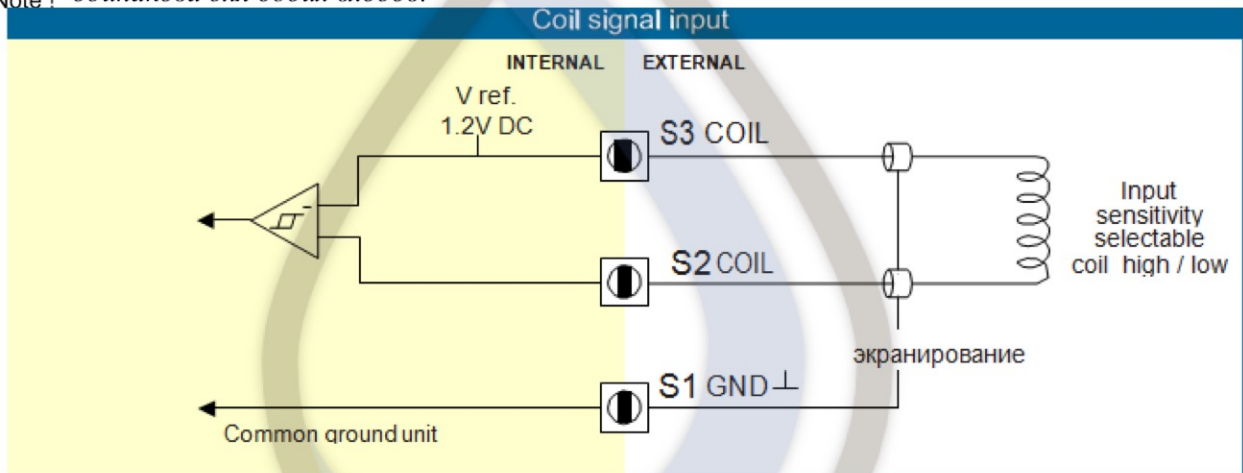 Note !
Coil signal input
INTERNAL EXTERNAL
V ref.
1.2V DC
S3 COIL
Input
sensitivity
selectable
coil high / low
S2 COIL
экранирование
S1 GND
Common ground unit